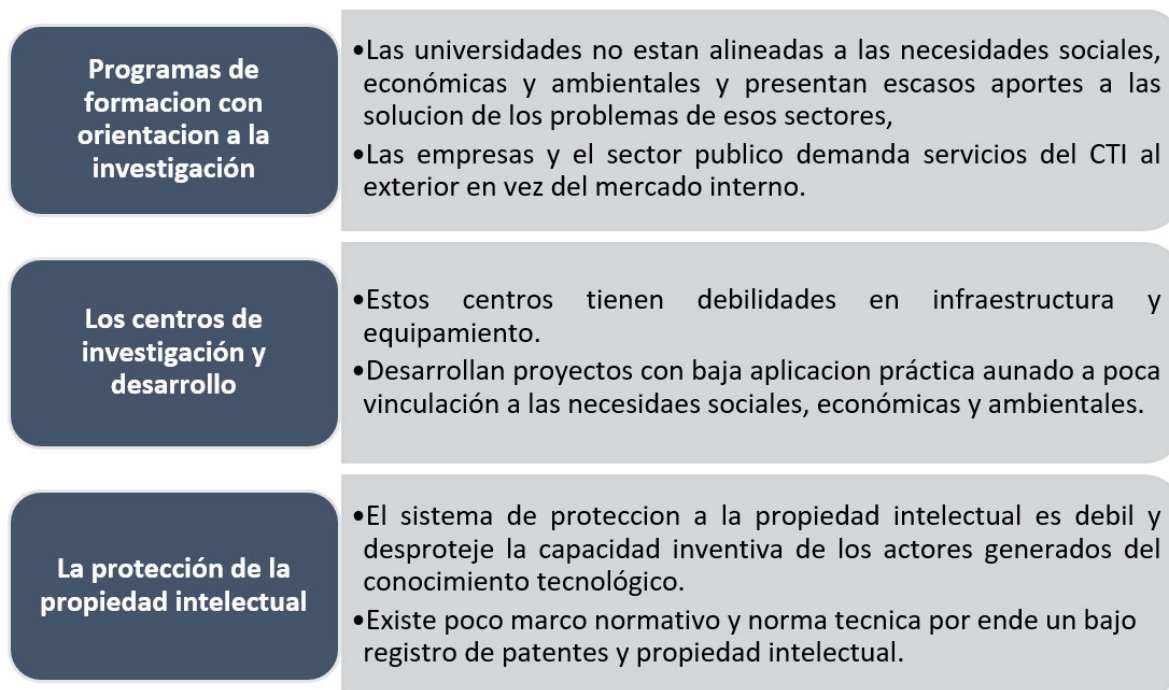 Programas de
formacion con
orientacion a la
investigación
•Las universidades no estan alineadas a las necesidades sociales,
económicas y ambientales y presentan escasos aportes a las
solucion de los problemas de esos sectores,
•Las empresas y el sector publico demanda servicios del CTI al
exterior en vez del mercado interno.
Los centros de
investigación y
desarrollo
•Estos centros tienen debilidades en infraestructura y
equipamiento.
•Desarrollan proyectos con baja aplicacion práctica aunado a poca
vinculación a las necesidaes sociales, económicas y ambientales.
La protección de la
propiedad intelectual
•El sistema de proteccion a la propiedad intelectual es debil y
desproteje la capacidad inventiva de los actores generados del
conocimiento tecnológico.
•Existe poco marco normativo y norma tecnica por ende un bajo
registro de patentes y propiedad intelectual.